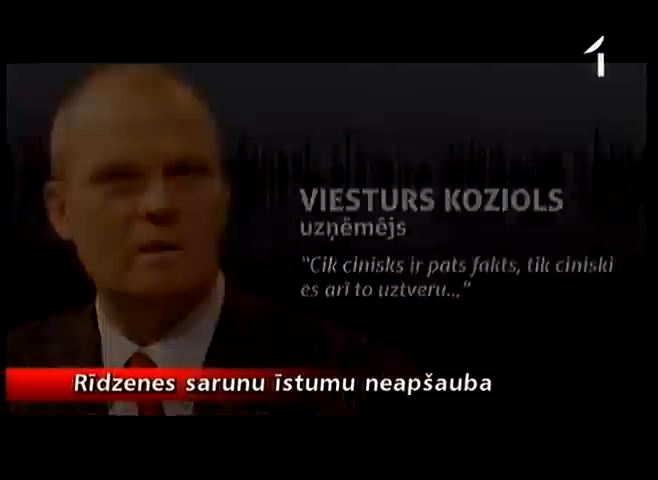 1
VIESTURS KOZIOLS
uzņēmējs
"Cik cinisks ir pats fakts, tik ciniski
es arī to uztveru..."
Rīdzenes sarunu īstumu neapšauba